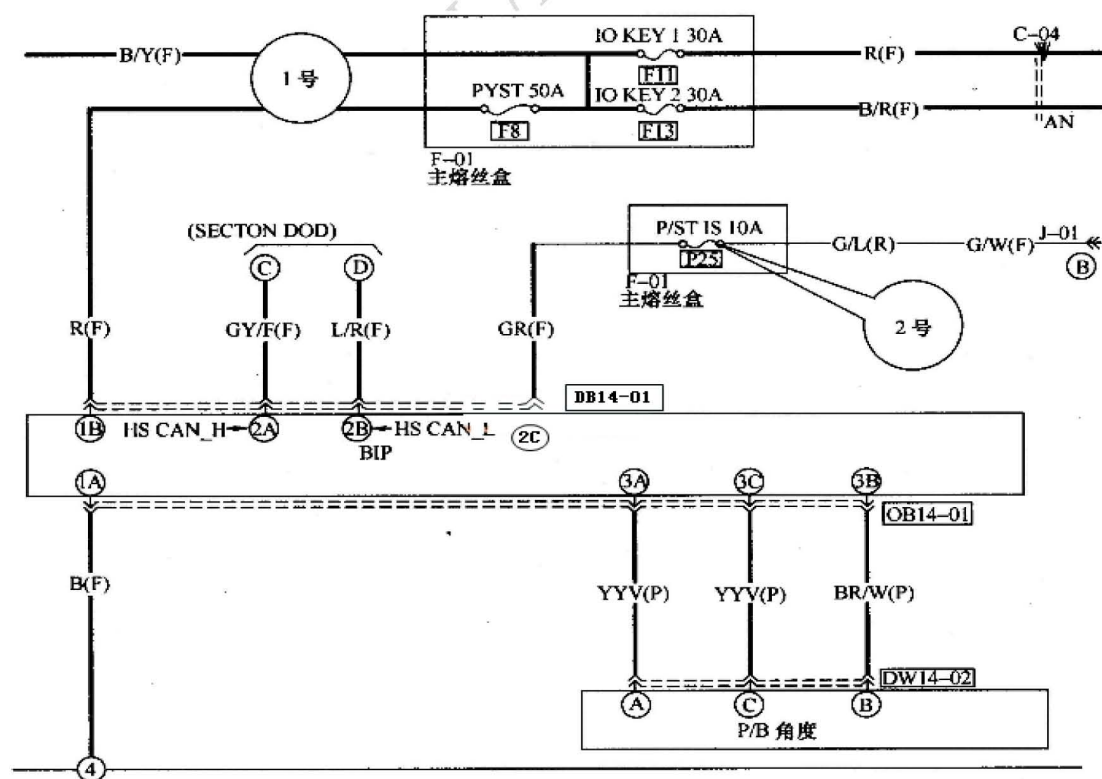 IO KEY 1 30A
C-04
B/Y(F)
1号
R(F)
F11
PYST 50A
IO KEY 2 30A
B/R(F)
F8
F13
AN
F-01
主熔丝盒
(SECTON DOD)
P/ST IS 10A
J-01
G/L(R)
G/W(F)
C
D
P25
B
F-01
主熔丝盒
2号
R(F)
GY/F(F)
L/R(F)
GR(F)
DB14-01
1B
HS CAN_H
2A
2B
HS CAN_L
2C
BIP
1A
3A
3C
3B
OB14-01
B(F)
YYV(P)
YYV(P)
BR/W(P)
DW14-02
A
C
B
P/B 角度
4